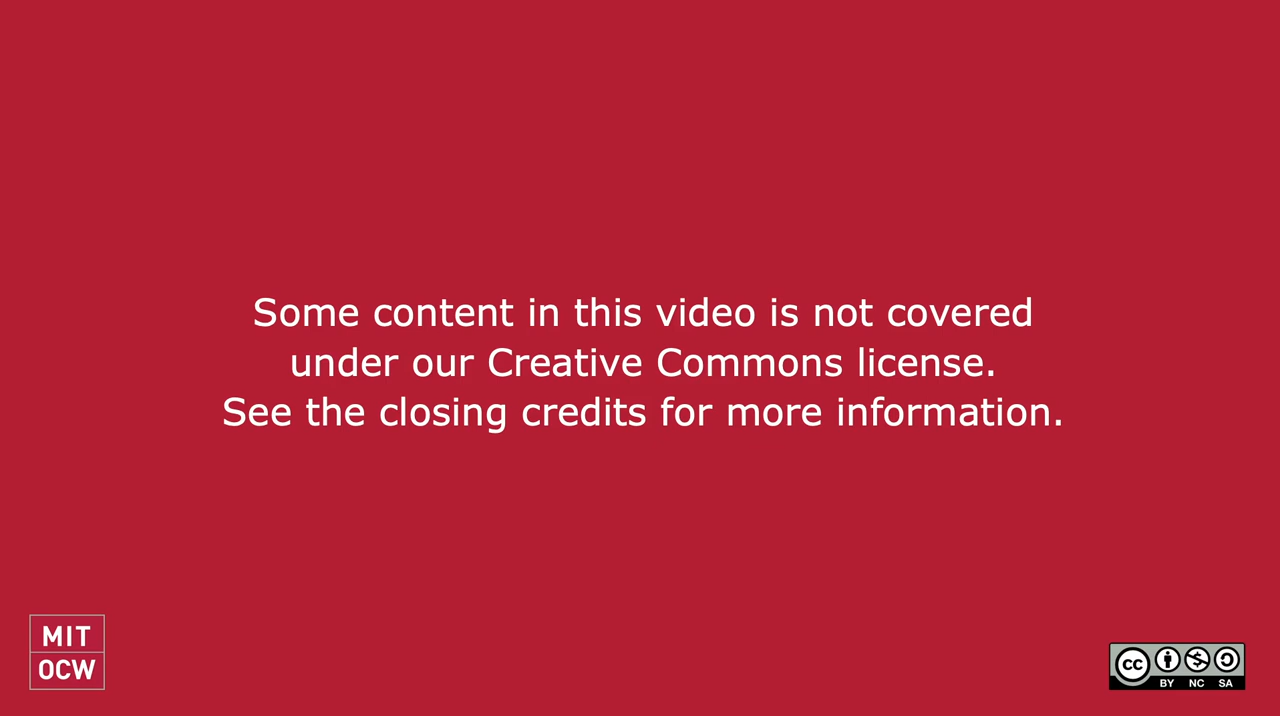 Some content in this video is not covered
under our Creative Commons license.
See the closing credits for more information.
MIT
OCW
cc
BY NC SA